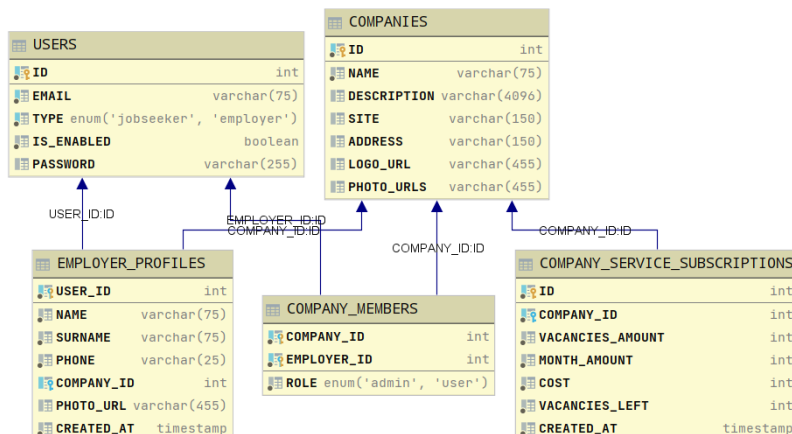 USERS
ID int
EMAIL varchar(75)
TYPE enum('jobseeker', 'employer')
IS_ENABLED boolean
PASSWORD varchar(255)
COMPANIES
ID int
NAME varchar(75)
DESCRIPTION varchar(4096)
SITE varchar(150)
ADDRESS varchar(150)
LOGO_URL varchar(455)
PHOTO_URLS varchar(455)
USER_ID:ID
EMPLOYER_ID:ID
COMPANY_ID:ID
COMPANY_ID:ID
COMPANY_ID:ID
EMPLOYER_PROFILES
USER_ID int
NAME varchar(75)
SURNAME varchar(75)
PHONE varchar(25)
COMPANY_ID int
PHOTO_URL varchar(455)
CREATED_AT timestamp
COMPANY_MEMBERS
COMPANY_ID int
EMPLOYER_ID int
ROLE enum('admin', 'user')
COMPANY_SERVICE_SUBSCRIPTIONS
ID int
COMPANY_ID int
VACANCIES_AMOUNT int
MONTH_AMOUNT int
COST int
VACANCIES_LEFT int
CREATED_AT timestamp